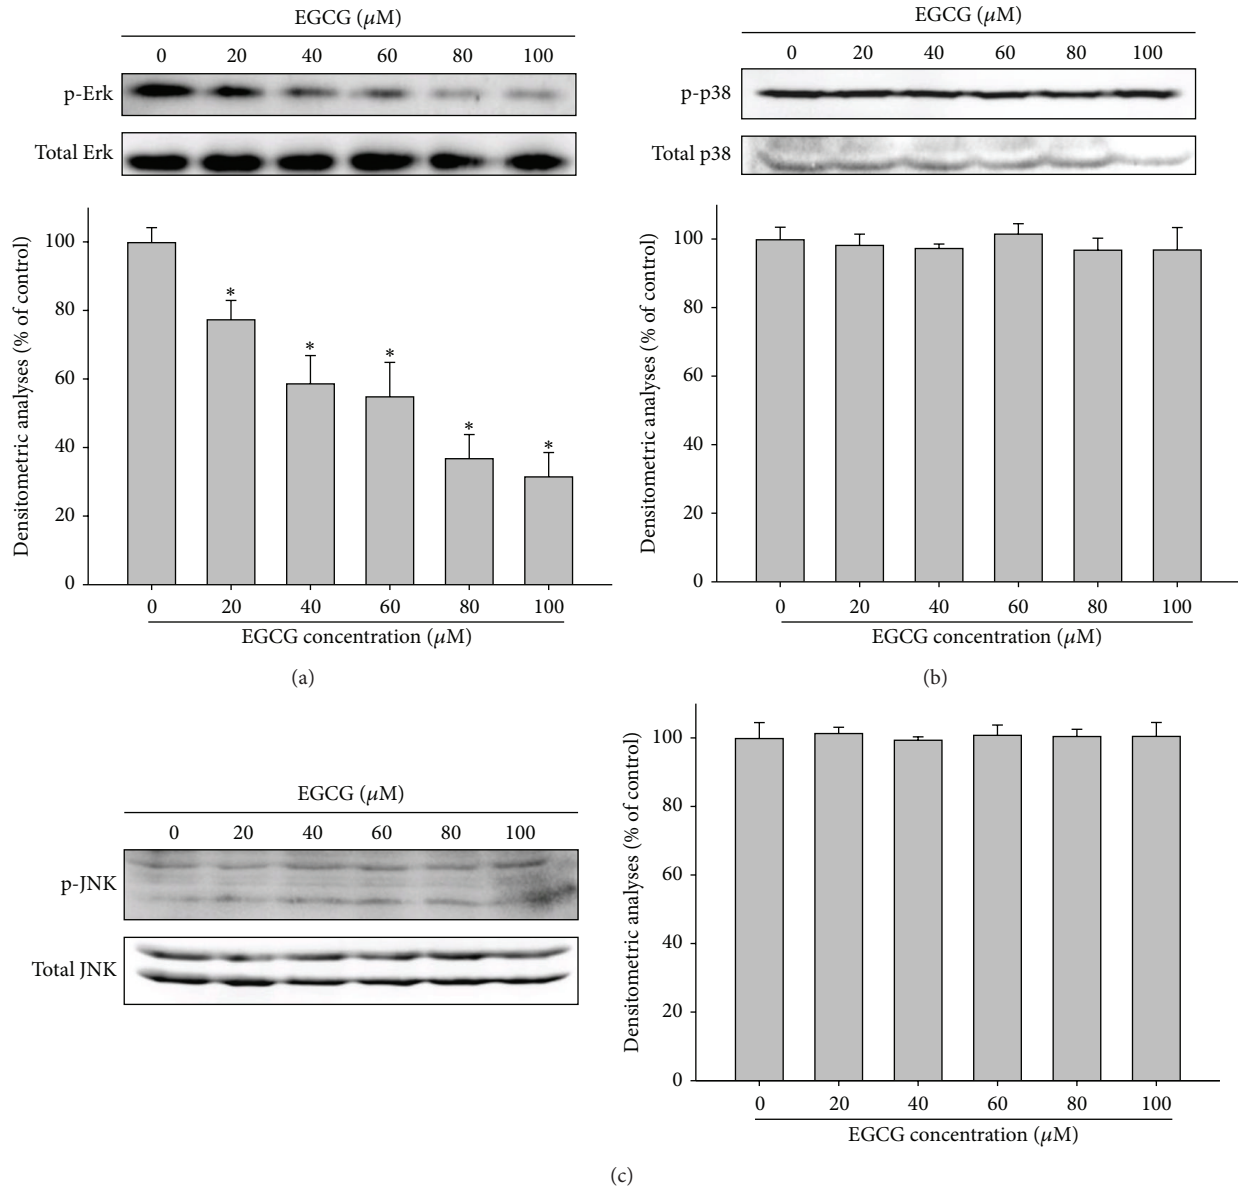 EGCG (μM)
0 20 40 60 80 100
p-Erk
Total Erk
Densitometric analyses (% of control)
100
80
60
40
20
0
* * * * *
0 20 40 60 80 100
EGCG concentration (μM)
(a)
EGCG (μM)
0 20 40 60 80 100
p-p38
Total p38
Densitometric analyses (% of control)
100
80
60
40
20
0
0 20 40 60 80 100
EGCG concentration (μM)
(b)
EGCG (μM)
0 20 40 60 80 100
p-JNK
Total JNK
Densitometric analyses (% of control)
100
80
60
40
20
0
0 20 40 60 80 100
EGCG concentration (μM)
(c)